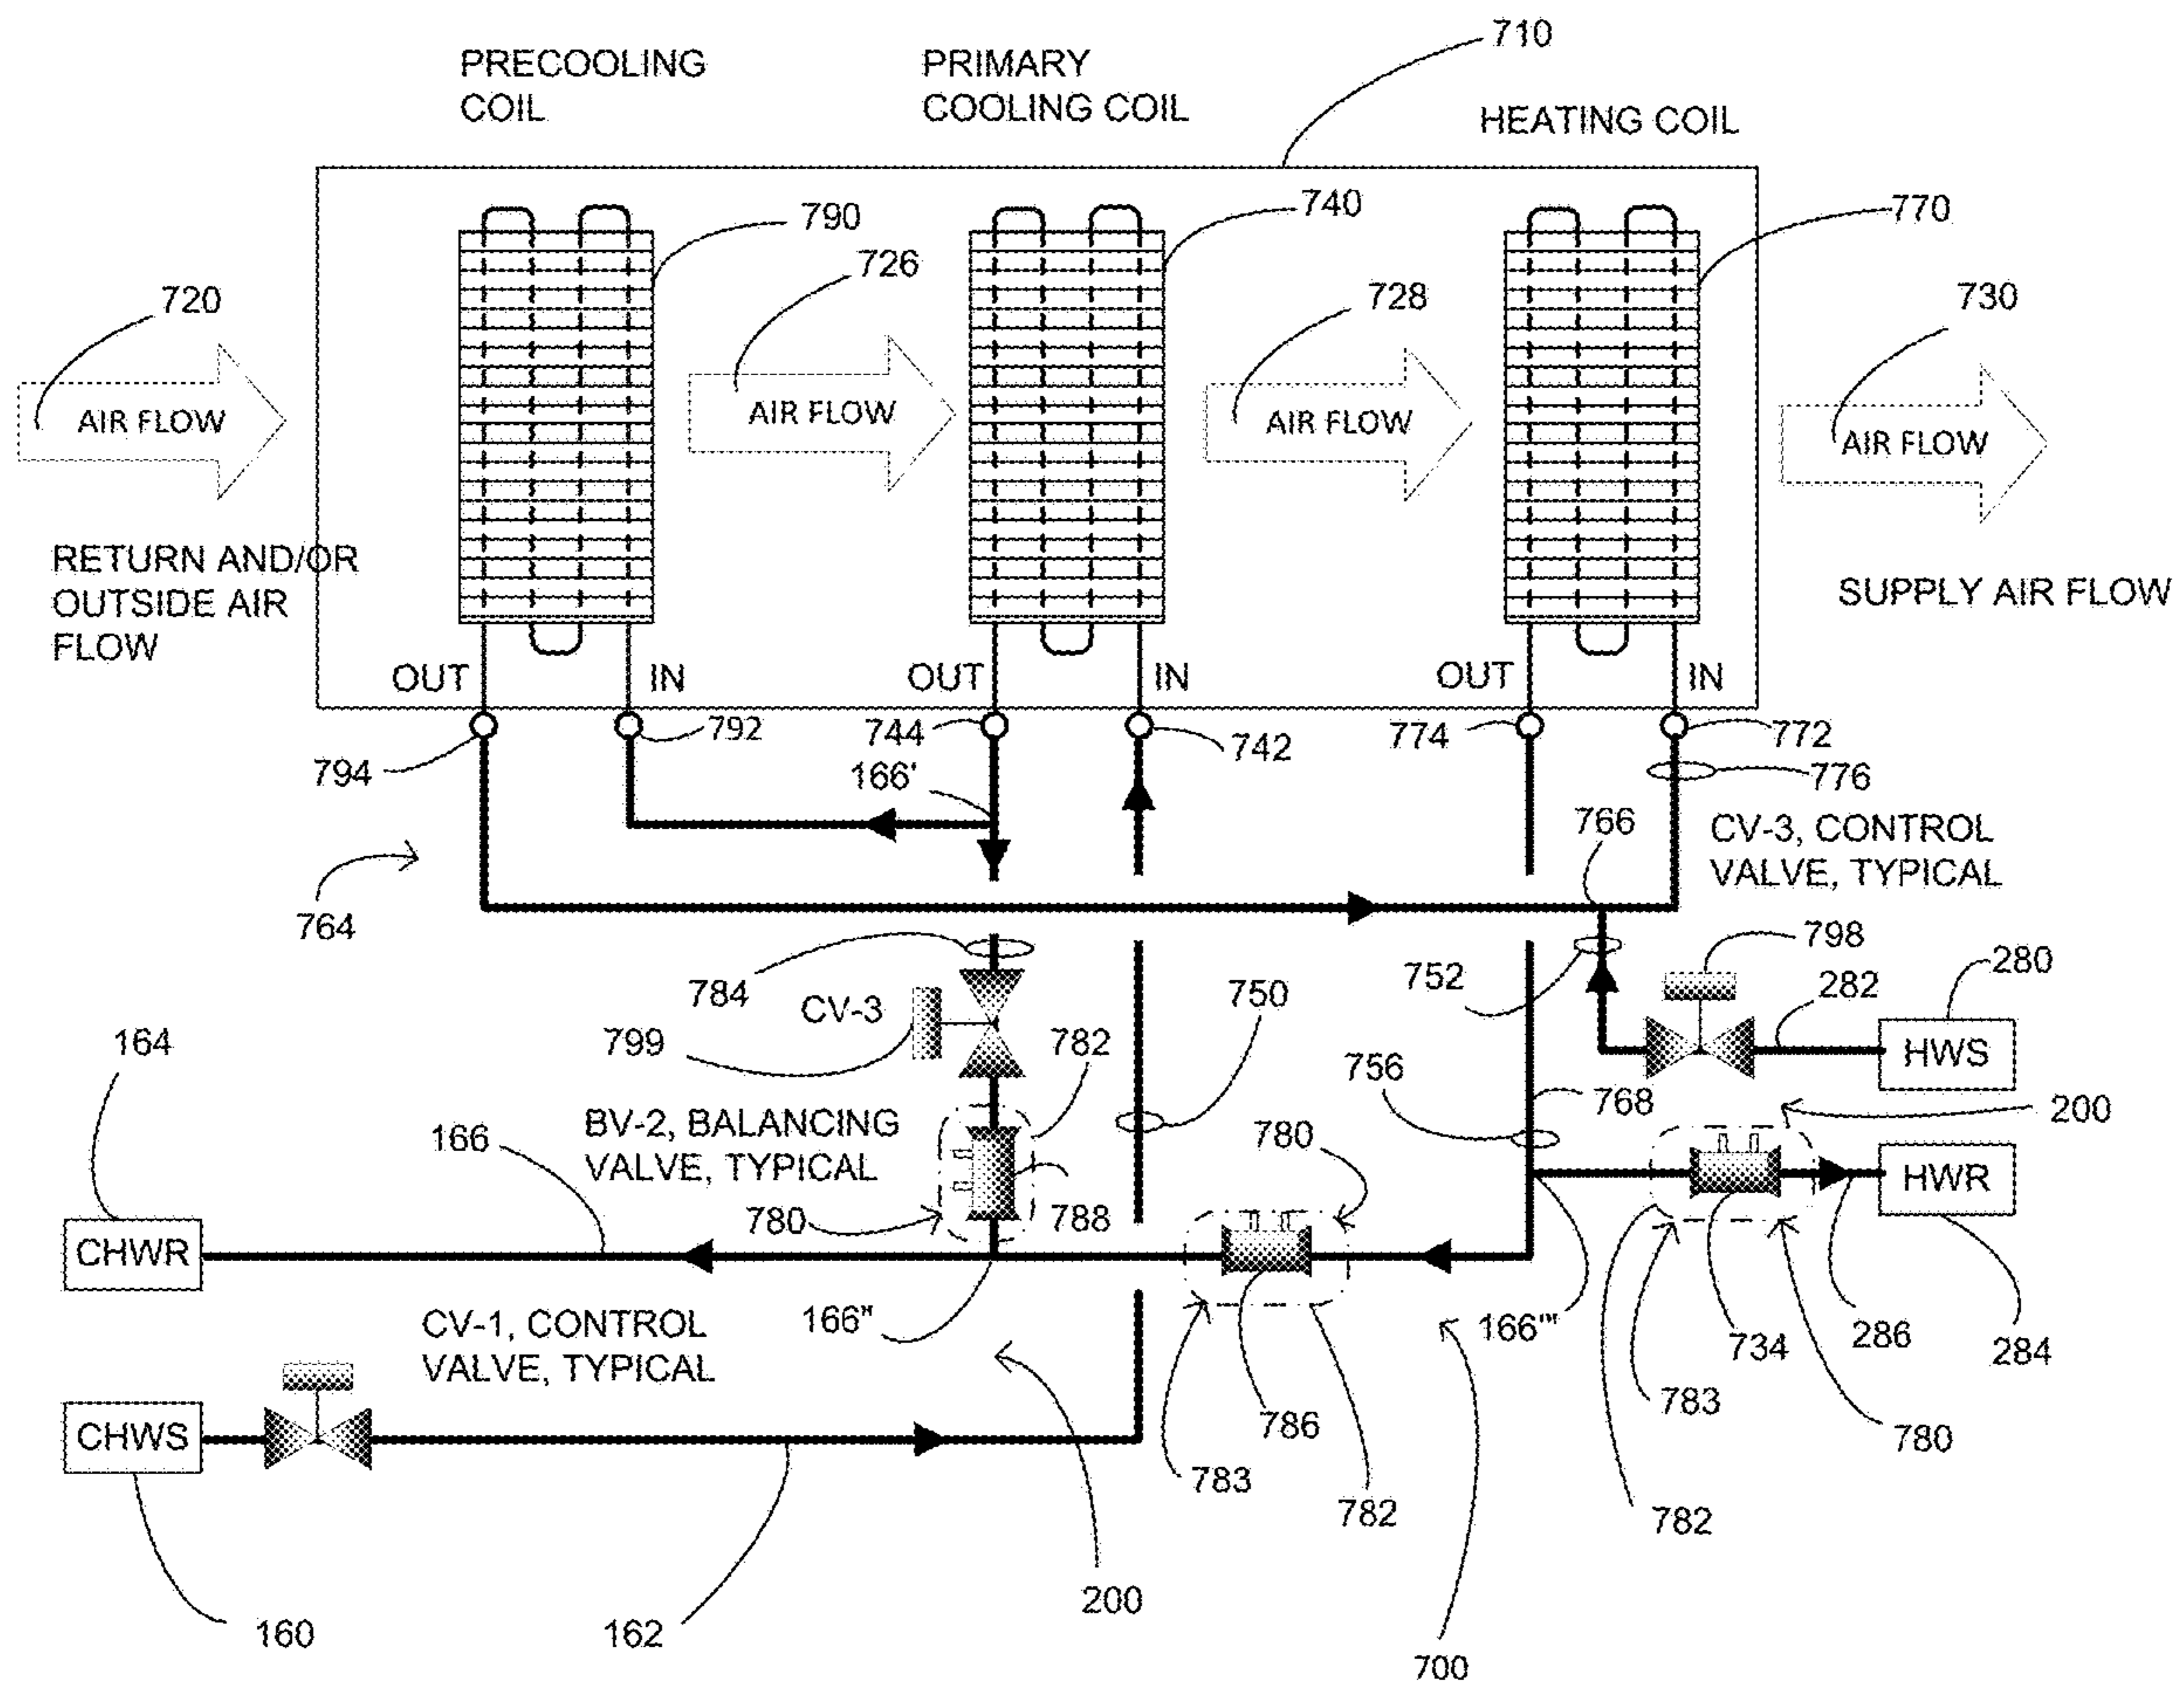 710
PRECOOLING
COIL
PRIMARY
COOLING COIL
HEATING COIL
790
740
770
726
720
728
730
AIR FLOW
AIR FLOW
AIR FLOW
AIR FLOW
RETURN AND/OR
OUTSIDE AIR
FLOW
SUPPLY AIR FLOW
OUT
IN
OUT
IN
OUT
IN
794
792
744
742
774
772
166'
776
766
CV-3, CONTROL
VALVE, TYPICAL
764
784
CV-3
799
750
752
798
282
280
HWS
164
782
756
768
200
166
BV-2, BALANCING
VALVE, TYPICAL
780
788
780
HWR
CHWR
CV-1, CONTROL
VALVE, TYPICAL
166"
166"'
734
286
284
CHWS
783
786
782
783
780
782
160
162
200
700